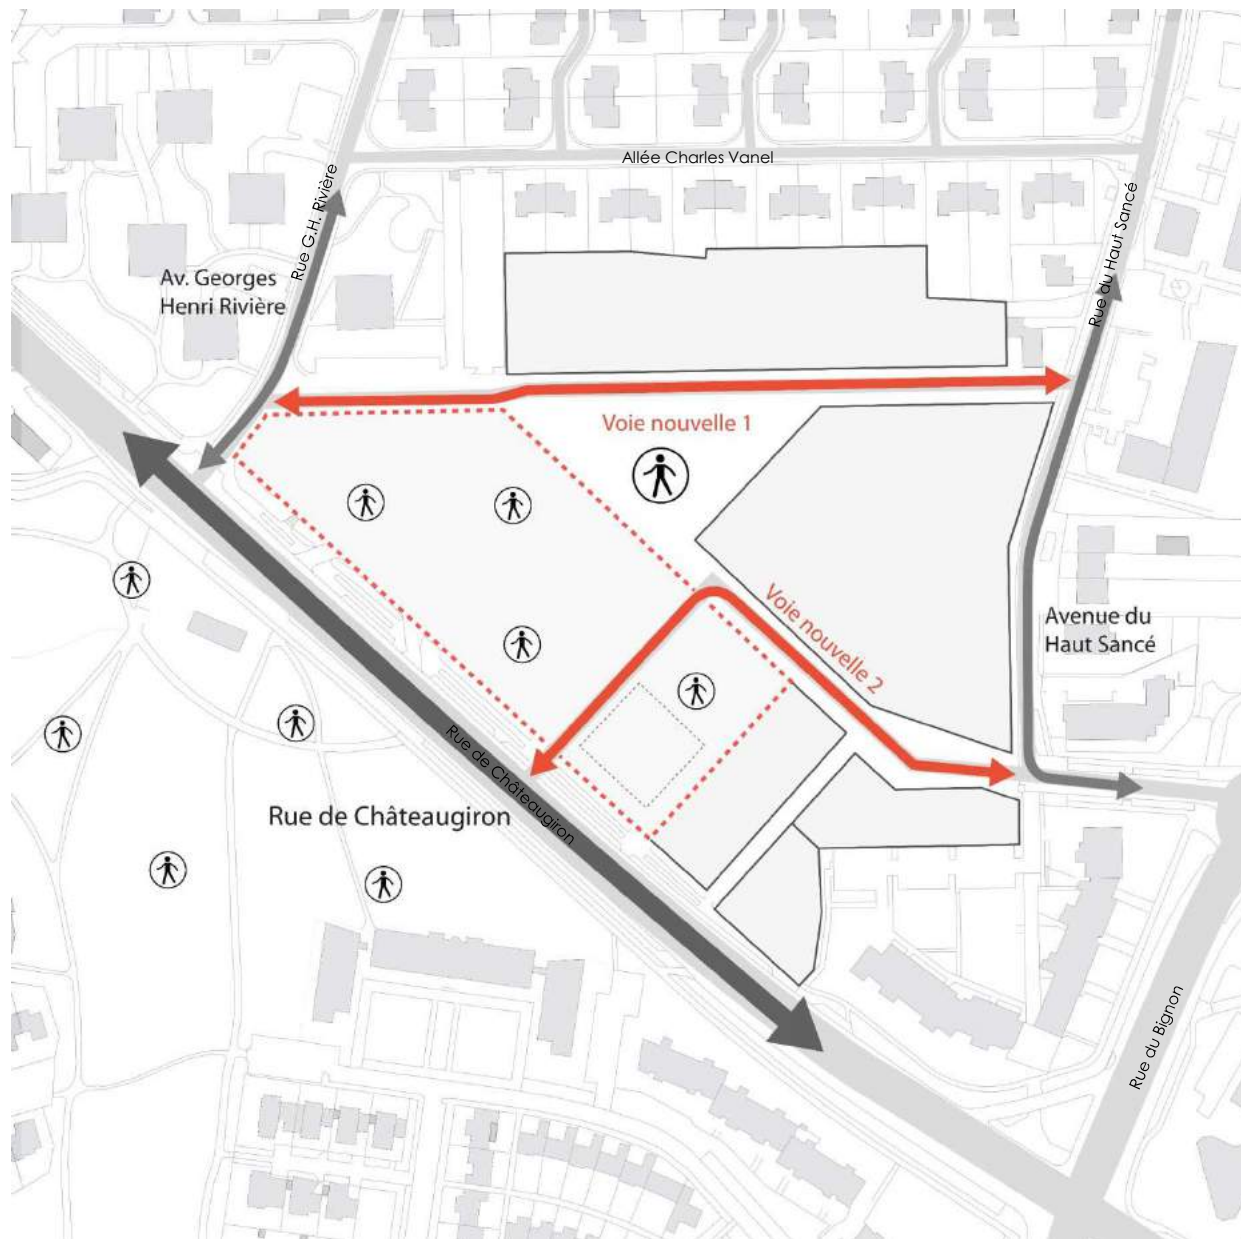 Allée Charles Vanel
Rue G.H. Rivière
Rue du Haut Sancé
Av. Georges
Henri Rivière
Voie nouvelle 1
Voie nouvelle 2
Avenue du
Haut Sancé
Rue de Châteaugiron
Rue de Châteaugiron
Rue du Bignon